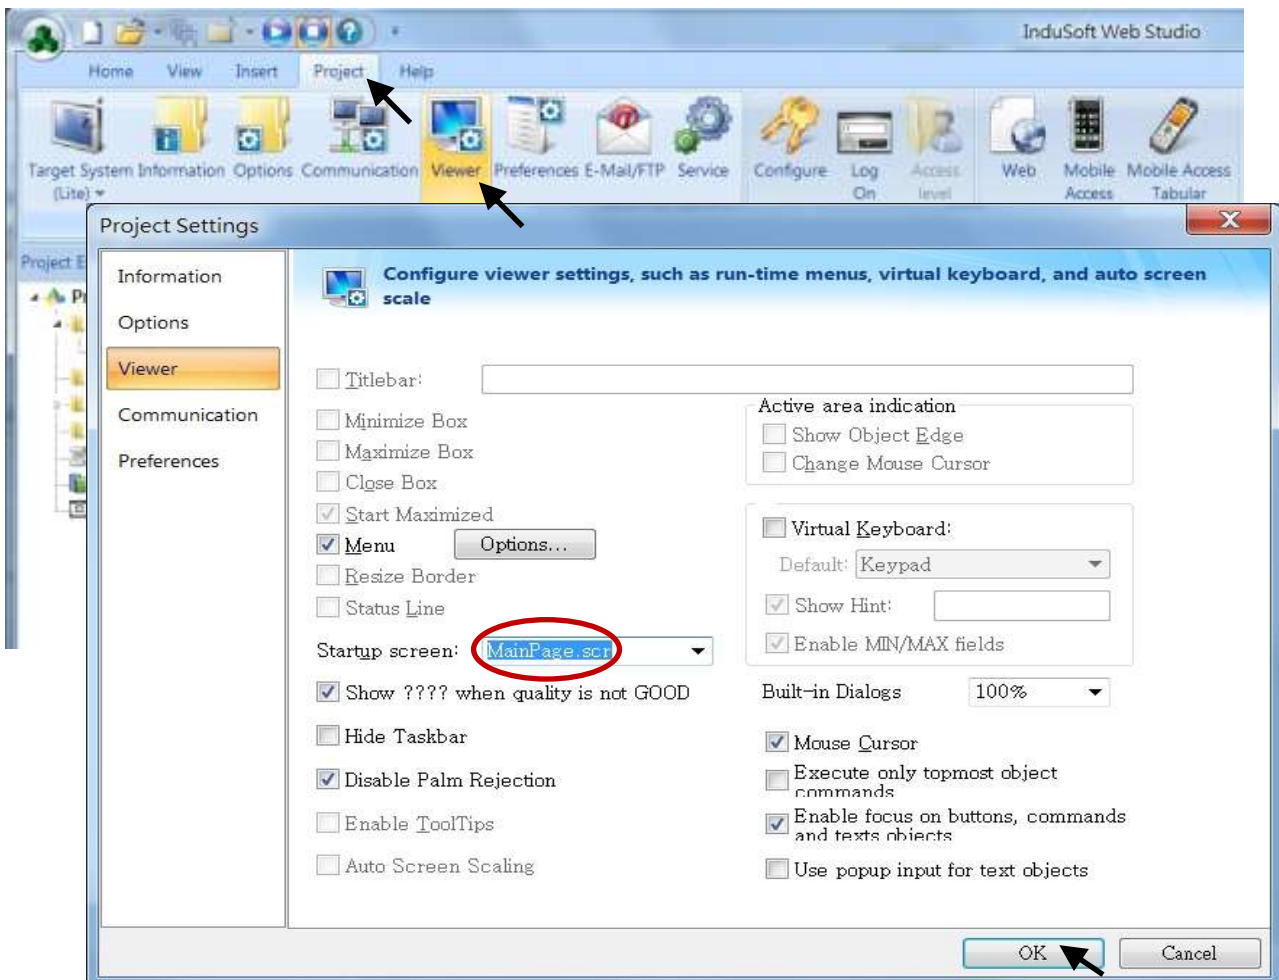 InduSoft Web Studio
Home View Insert Project Help
Target System (Lite)
Information
Options
Communication
Viewer
Preferences
E-Mail/FTP
Service
Configure
Log On
Access level
Web
Mobile Access
Mobile Access Tabular
Project E
P
Project Settings
X
Information
Options
Viewer
Communication
Preferences
Configure viewer settings, such as run-time menus, virtual keyboard, and auto screen
scale
Titlebar:
Minimize Box
Maximize Box
Close Box
Start Maximized
Menu Options...
Resize Border
Status Line
Startup screen: MainPage.scr
Show ???? when quality is not GOOD
Hide Taskbar
Disable Palm Rejection
Enable ToolTips
Auto Screen Scaling
Active area indication
Show Object Edge
Change Mouse Cursor
Virtual Keyboard:
Default: Keypad
Show Hint:
Enable MIN/MAX fields
Built-in Dialogs 100%
Mouse Cursor
Execute only topmost object
commands
Enable focus on buttons, commands
and texts objects
Use popup input for text objects
OK Cancel